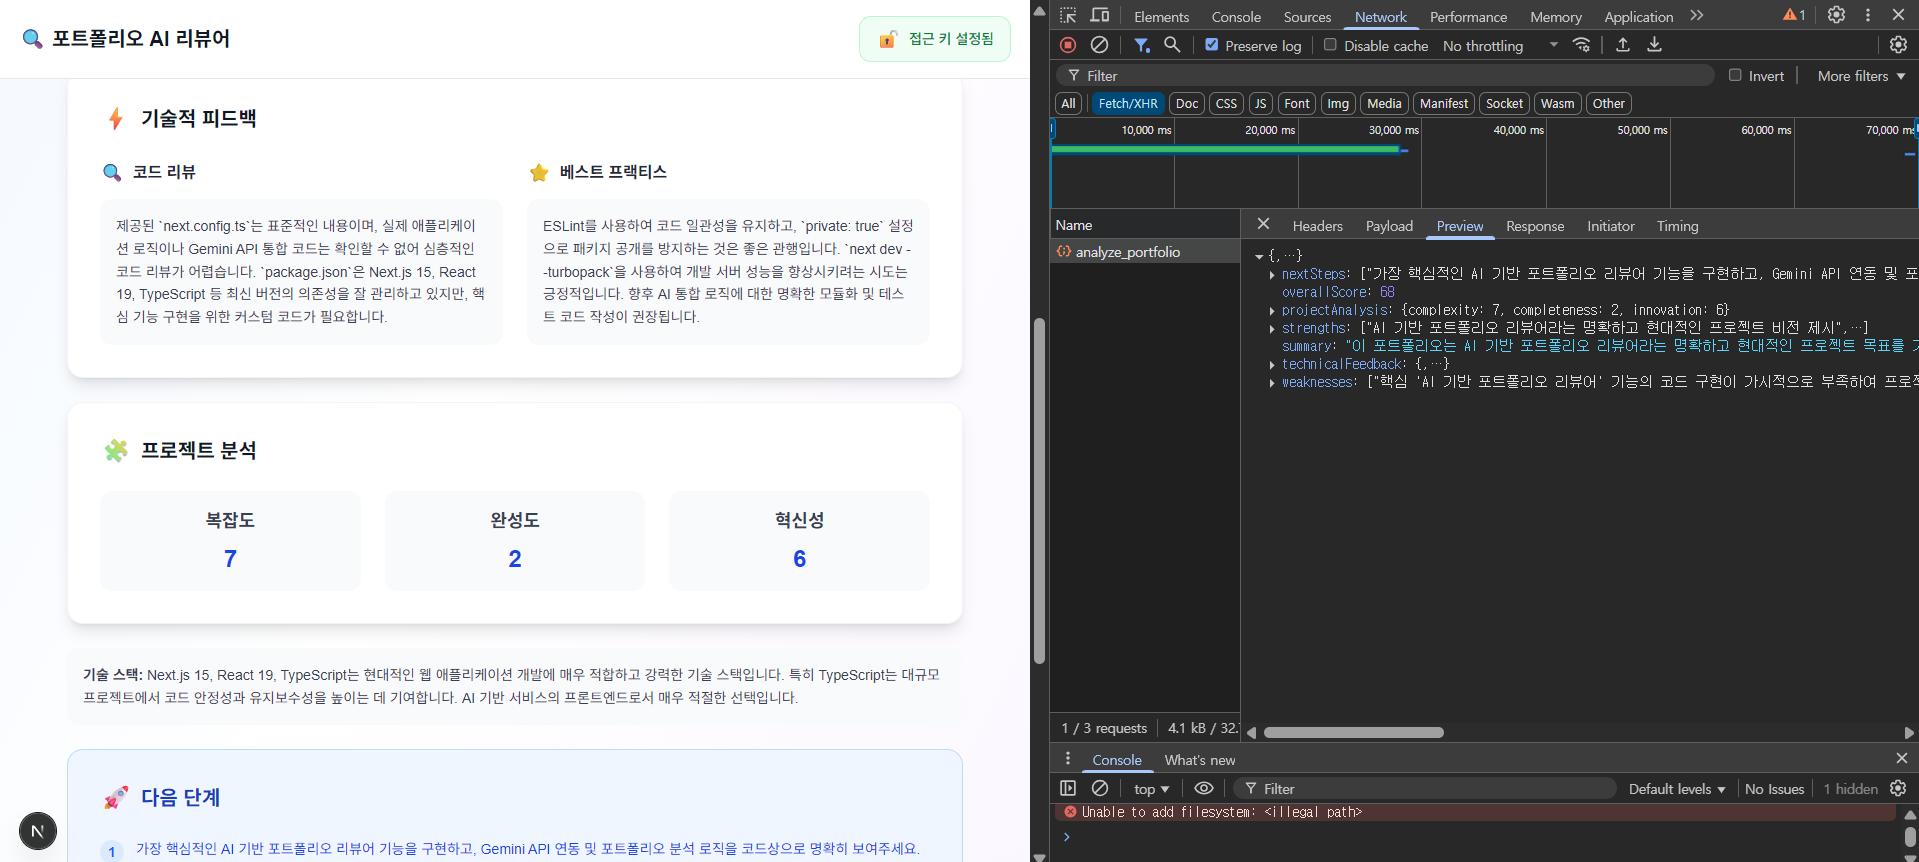 포트폴리오 AI 리뷰어
접근 키 설정됨
기술적 피드백
코드 리뷰
제공된 `next.config.ts`는 표준적인 내용이며, 실제 애플리케이
션 로직이나 Gemini API 통합 코드는 확인할 수 없어 심층적인
코드 리뷰가 어렵습니다. `package.json`은 Next.js 15, React
19, TypeScript 등 최신 버전의 의존성을 잘 관리하고 있지만, 핵
심 기능 구현을 위한 커스텀 코드가 필요합니다.
베스트 프랙티스
ESLint를 사용하여 코드 일관성을 유지하고, `private: true` 설정
으로 패키지 공개를 방지하는 것은 좋은 관행입니다. `next dev -
-turbopack`을 사용하여 개발 서버 성능을 향상시키려는 시도는
긍정적입니다. 향후 AI 통합 로직에 대한 명확한 모듈화 및 테스
트 코드 작성이 권장됩니다.
프로젝트 분석
복잡도
7
완성도
2
혁신성
6
기술 스택: Next.js 15, React 19, TypeScript는 현대적인 웹 애플리케이션 개발에 매우 적합하고 강력한 기술 스택입니다. 특히 TypeScript는 대규모
프로젝트에서 코드 안정성과 유지보수성을 높이는 데 기여합니다. AI 기반 서비스의 프론트엔드로서 매우 적절한 선택입니다.
다음 단계
1 가장 핵심적인 AI 기반 포트폴리오 리뷰어 기능을 구현하고, Gemini API 연동 및 포트폴리오 분석 로직을 코드상으로 명확히 보여주세요.
N
Elements Console Sources Network Performance Memory Application 1
Preserve log Disable cache No throttling
Filter Invert More filters
All Fetch/XHR Doc CSS JS Font Img Media Manifest Socket Wasm Other
10,000 ms 20,000 ms 30,000 ms 40,000 ms 50,000 ms 60,000 ms 70,000 ms
Name
analyze_portfolio
Headers Payload Preview Response Initiator Timing
{,…}
nextSteps: ["가장 핵심적인 AI 기반 포트폴리오 리뷰어 기능을 구현하고, Gemini API 연동 및 포
overallScore: 68
projectAnalysis: {complexity: 7, completeness: 2, innovation: 6}
strengths: ["AI 기반 포트폴리오 리뷰어라는 명확하고 현대적인 프로젝트 비전 제시",…]
summary: "이 포트폴리오는 AI 기반 포트폴리오 리뷰어라는 명확하고 현대적인 프로젝트 목표를
technicalFeedback: {,…}
weaknesses: ["핵심 'AI 기반 포트폴리오 리뷰어' 기능의 코드 구현이 가시적으로 부족하여
1 / 3 requests 4.1 kB / 32.
Console What's new
top Filter Default levels No Issues 1 hidden
Unable to add filesystem: <illegal path>